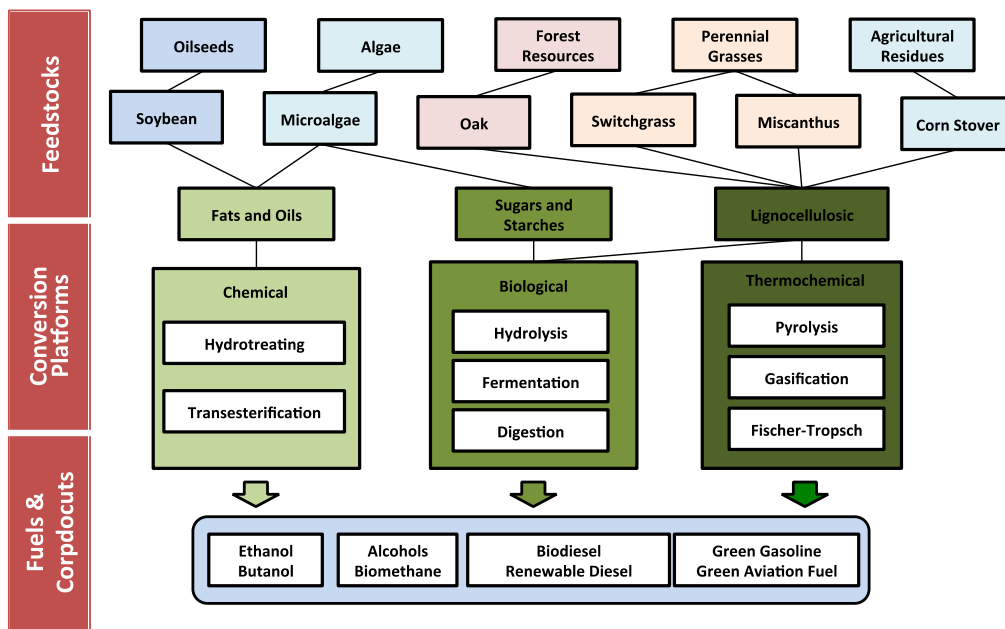 Feedstocks
Oilseeds
Algae
Forest
Resources
Perennial
Grasses
Agricultural
Residues
Soybean
Microalgae
Oak
Switchgrass
Miscanthus
Corn Stover
Fats and Oils
Sugars and
Starches
Lignocellulosic
Conversion
Platforms
Chemical
Hydrotreating
Transesterification
Biological
Hydrolysis
Fermentation
Digestion
Thermochemical
Pyrolysis
Gasification
Fischer-Tropsch
Fuels &
Corpdocuts
Ethanol
Butanol
Alcohols
Biomethane
Biodiesel
Renewable Diesel
Green Gasoline
Green Aviation Fuel